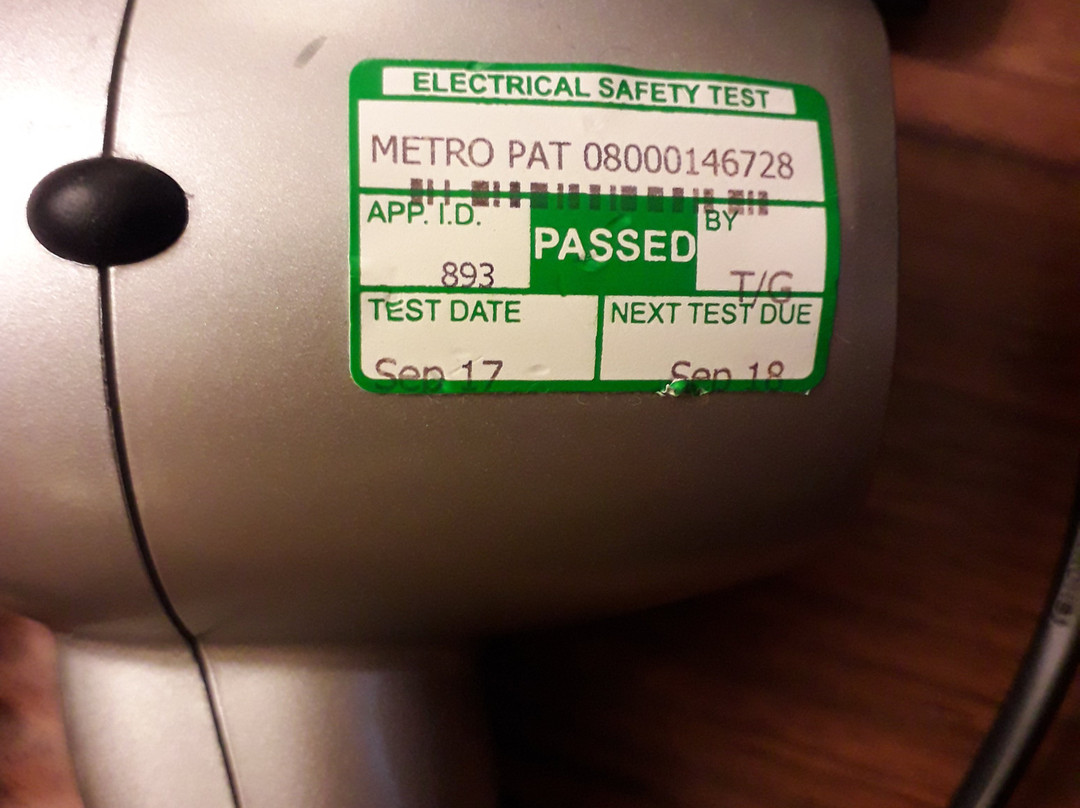 ELECTRICAL SAFETY TEST
METRO PAT 08000146728
APP. I.D.
893
PASSED
BY
T/G
TEST DATE
Sep 17
NEXT TEST DUE
Sep 18